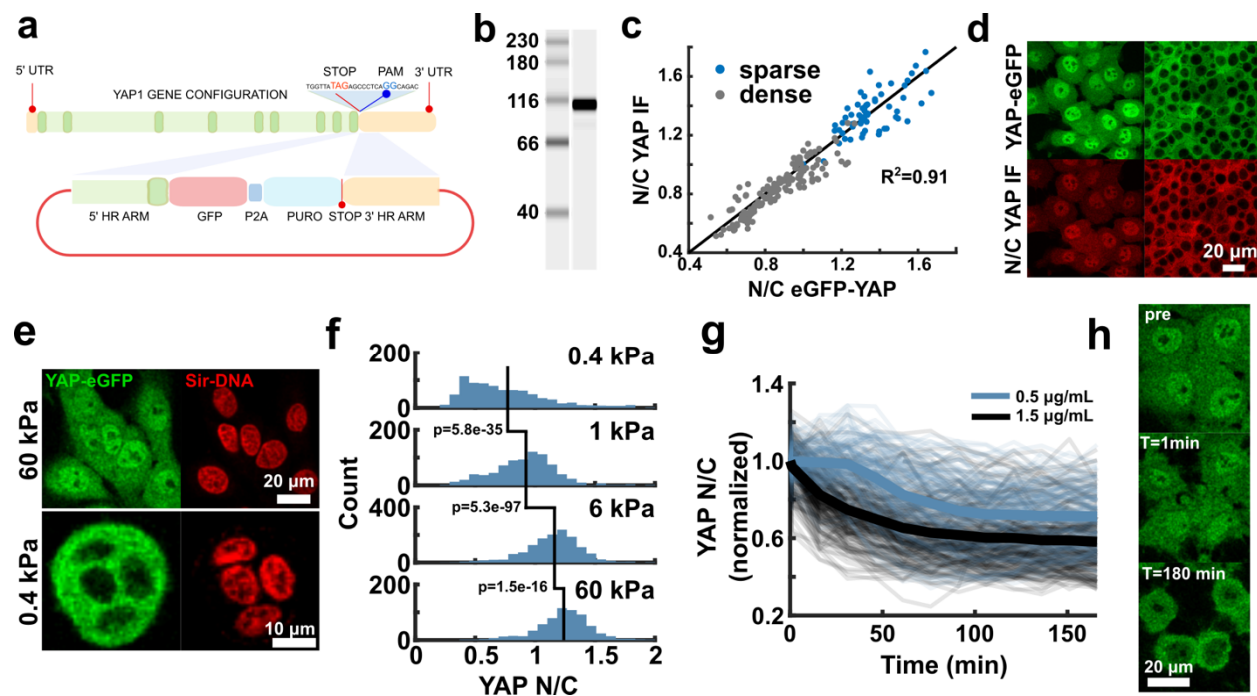 a
5' UTR
YAP1 GENE CONFIGURATION
STOP
PAM
3' UTR
TGGTTATAGAGCCCTCAGGCAGAC
5' HR ARM
GFP
P2A
PURO
STOP
3' HR ARM
b
230
180
116
66
40
c
N/C YAP IF
1.6
1.2
0.8
0.4
sparse
dense
R²=0.91
0.4
0.8
1.2
1.6
N/C eGFP-YAP
d
YAP-eGFP
N/C YAP IF
20 µm
e
YAP-eGFP
Sir-DNA
60 kPa
20 µm
0.4 kPa
10 µm
f
Count
200
0
0.4 kPa
p=5.8e-35
200
0
1 kPa
p=5.3e-97
400
0
6 kPa
p=1.5e-16
200
0
60 kPa
0
0.5
1
1.5
2
YAP N/C
g
YAP N/C
(normalized)
1.4
1.0
0.6
0.2
0.5 µg/mL
1.5 µg/mL
0
50
100
150
Time (min)
h
pre
T=1min
T=180 min
20 µm